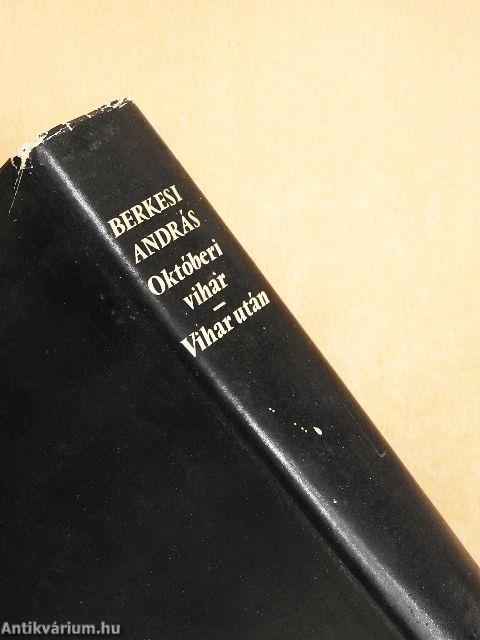 BERKESI
ANDRÁS
Októberi
vihar
–
Vihar után
Antikvárium.hu